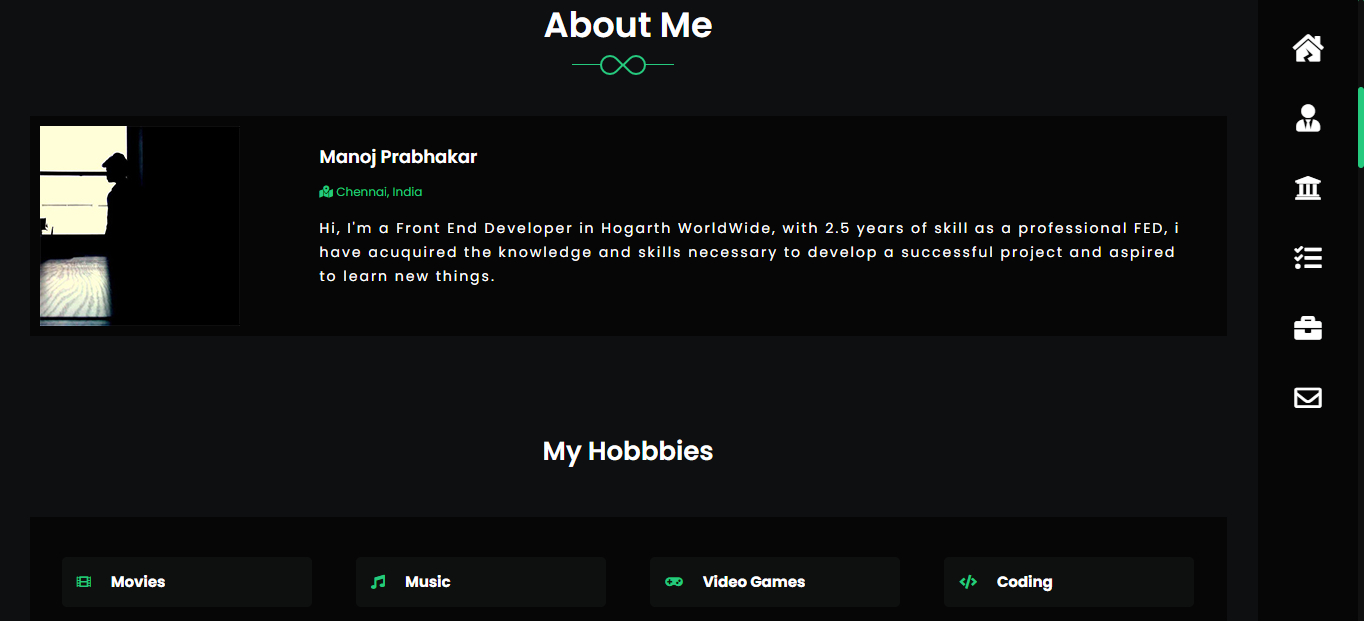 About Me
Manoj Prabhakar
Chennai, India
Hi, I'm a Front End Developer in Hogarth WorldWide, with 2.5 years of skill as a professional FED, i
have acuquired the knowledge and skills necessary to develop a successful project and aspired
to learn new things.
My Hobbbies
Movies
Music
Video Games
Coding